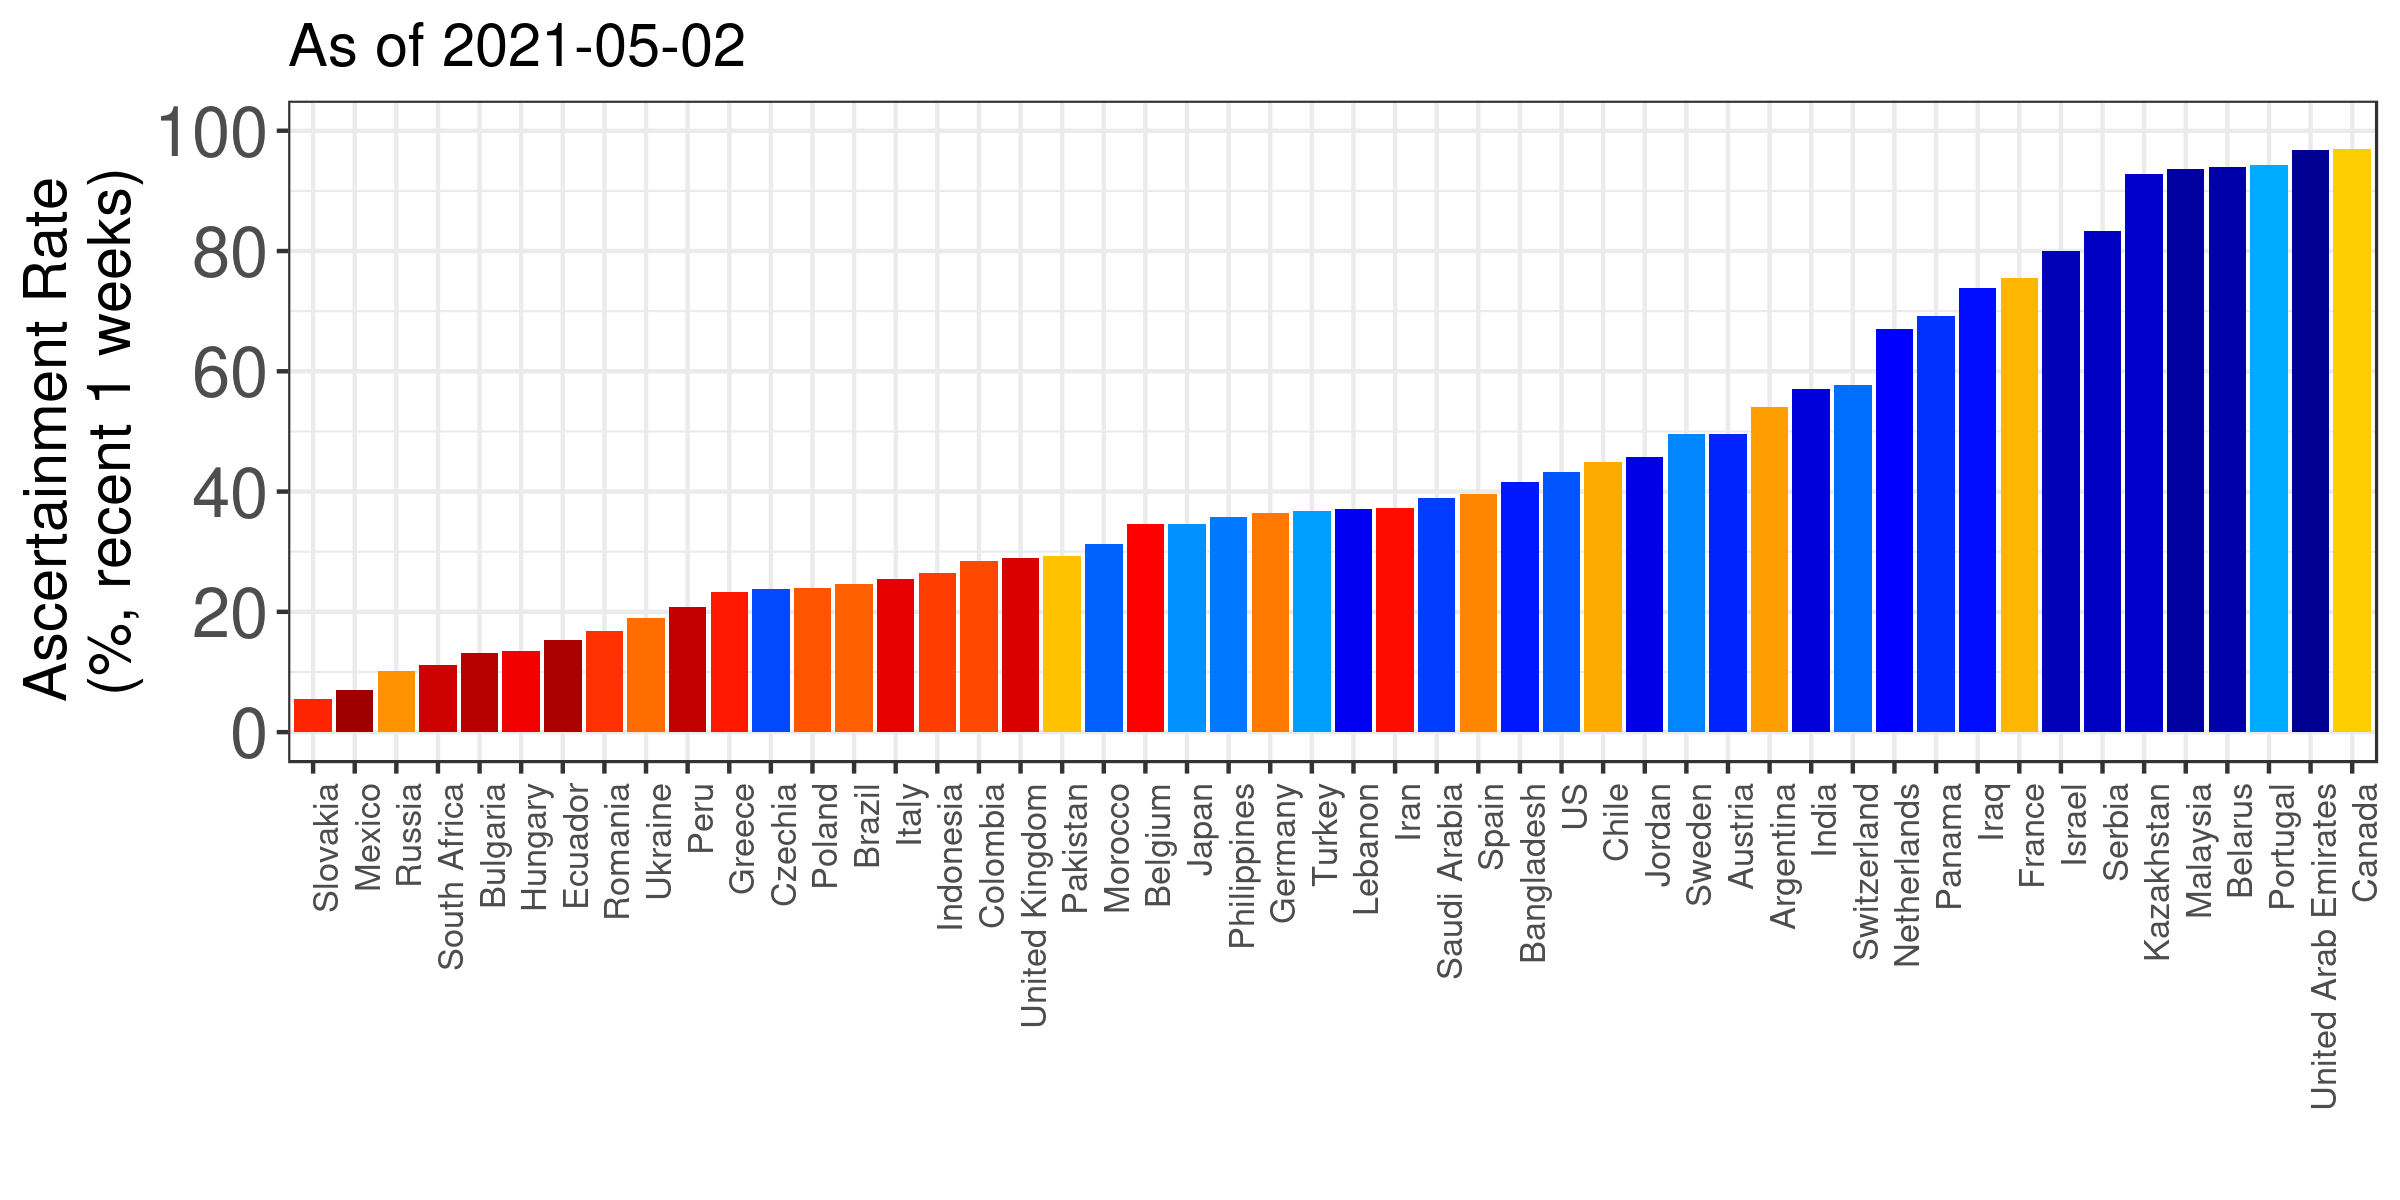 As of 2021-05-02
Ascertainment Rate
(%, recent 1 weeks)
100
80
60
40
20
0
Slovakia
Mexico
Russia
South Africa
Bulgaria
Hungary
Ecuador
Romania
Ukraine
Peru
Greece
Czechia
Poland
Brazil
Italy
Indonesia
Colombia
United Kingdom
Pakistan
Morocco
Belgium
Japan
Philippines
Germany
Turkey
Lebanon
Iran
Saudi Arabia
Spain
Bangladesh
US
Chile
Jordan
Sweden
Austria
Argentina
India
Switzerland
Netherlands
Panama
Iraq
France
Israel
Serbia
Kazakhstan
Malaysia
Belarus
Portugal
United Arab Emirates
Canada